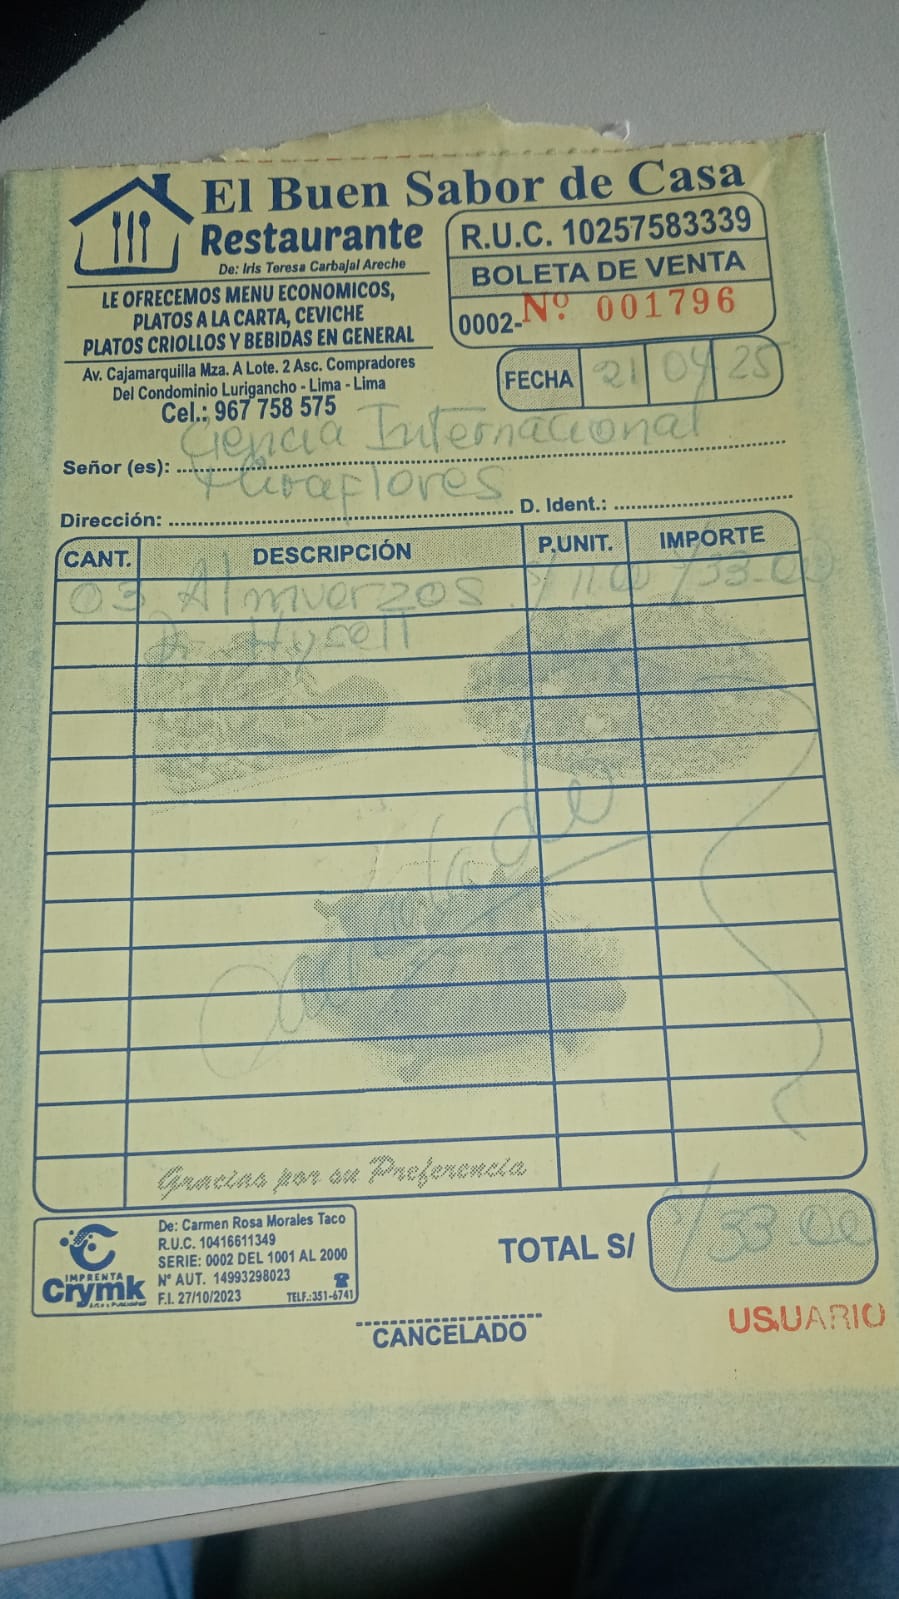 El Buen Sabor de Casa
Restaurante
De: Iris Teresa Carbajal Areche
LE OFRECEMOS MENU ECONOMICOS,
PLATOS A LA CARTA, CEVICHE
PLATOS CRIOLLOS Y BEBIDAS EN GENERAL
Av. Cajamarquilla Mza. A Lote. 2 Asc. Compradores
Del Condominio Lurigancho - Lima - Lima
Cel.: 967 758 575
R.U.C. 10257583339
BOLETA DE VENTA
0002-Nº 001796
FECHA 21 04 25
Señor (es): Ciencia Internacional
Dirección: Miraflores D. Ident.:
CANT. DESCRIPCIÓN P.UNIT. IMPORTE
03 Almuerzos S/11.00 S/33.00
Cancelado
Gracias por su Preferencia
IMPRENTA
Crymk
De: Carmen Rosa Morales Taco
R.U.C. 10416611349
SERIE: 0002 DEL 1001 AL 2000
Nº AUT. 14993298023
F.I. 27/10/2023 TELF.:351-6741
TOTAL S/ S/33.00
CANCELADO
USUARIO